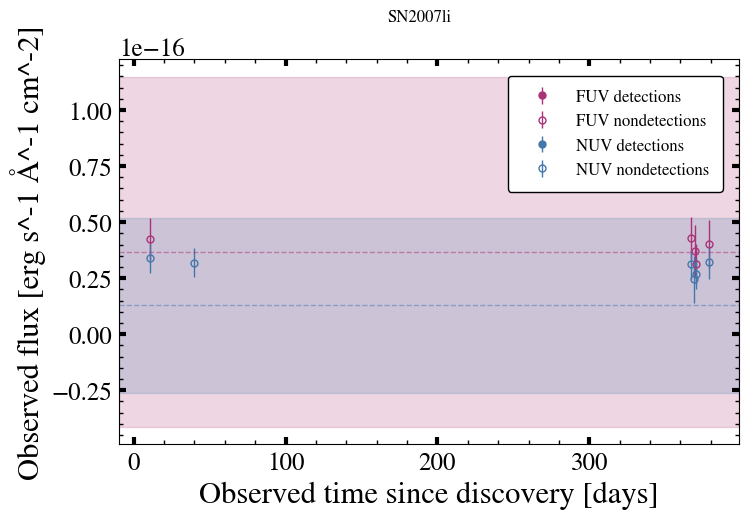 SN2007li
1e−16
Observed flux [erg s^-1 Å^-1 cm^-2]
1.00
0.75
0.50
0.25
0.00
−0.25
FUV detections
FUV nondetections
NUV detections
NUV nondetections
0 100 200 300
Observed time since discovery [days]